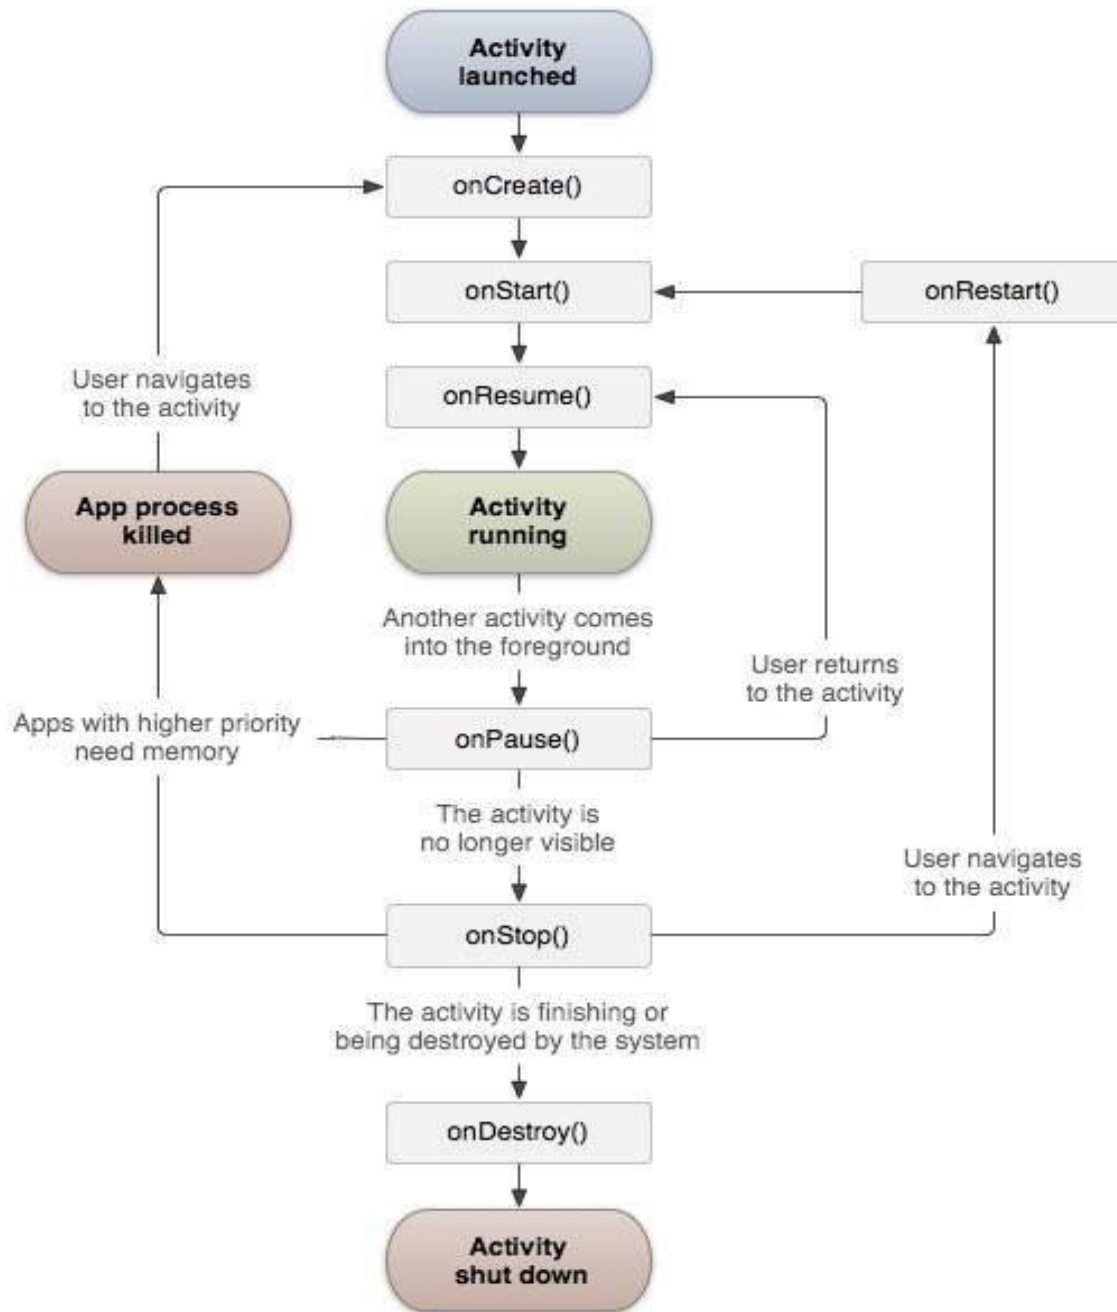 Activity
launched
onCreate()
onStart()
onRestart()
User navigates
to the activity
onResume()
App process
killed
Activity
running
Another activity comes
into the foreground
User returns
to the activity
Apps with higher priority
need memory
onPause()
The activity is
no longer visible
User navigates
to the activity
onStop()
The activity is finishing or
being destroyed by the system
onDestroy()
Activity
shut down